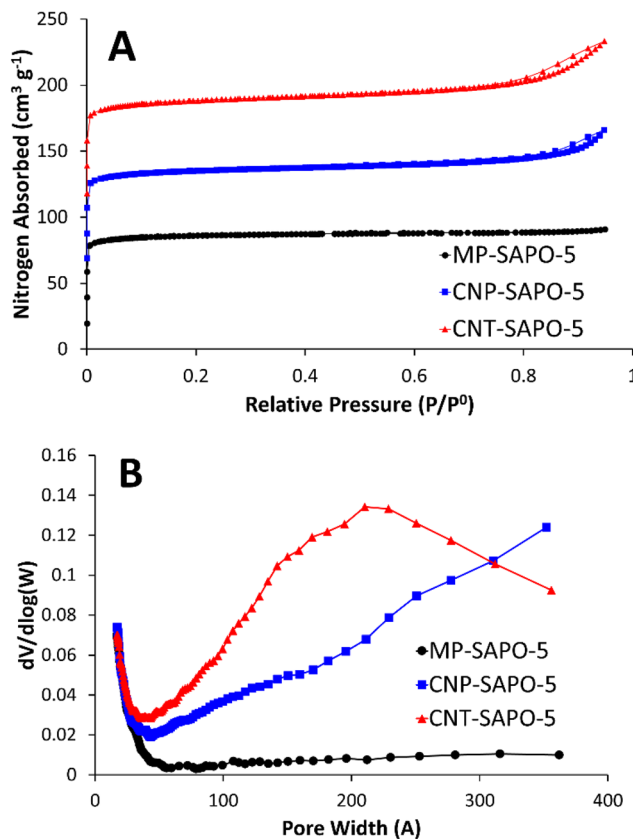 A
Nitrogen Absorbed (cm³ g⁻¹)
250
200
150
100
50
0
MP-SAPO-5
CNP-SAPO-5
CNT-SAPO-5
0
0.2
0.4
0.6
0.8
1
Relative Pressure (P/P⁰)
B
dV/dlog(W)
0.16
0.14
0.12
0.1
0.08
0.06
0.04
0.02
0
MP-SAPO-5
CNP-SAPO-5
CNT-SAPO-5
0
100
200
300
400
Pore Width (A)